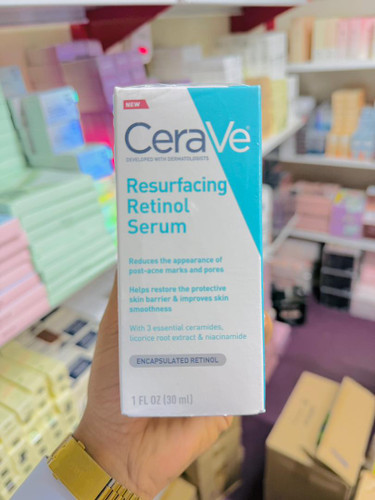 NEW
CeraVe
DEVELOPED WITH DERMATOLOGISTS
Resurfacing
Retinol
Serum
Reduces the appearance of
post-acne marks and pores
Helps restore the protective
skin barrier & improves skin
smoothness
With 3 essential ceramides,
licorice root extract & niacinamide
ENCAPSULATED RETINOL
1 FL OZ (30 ml)